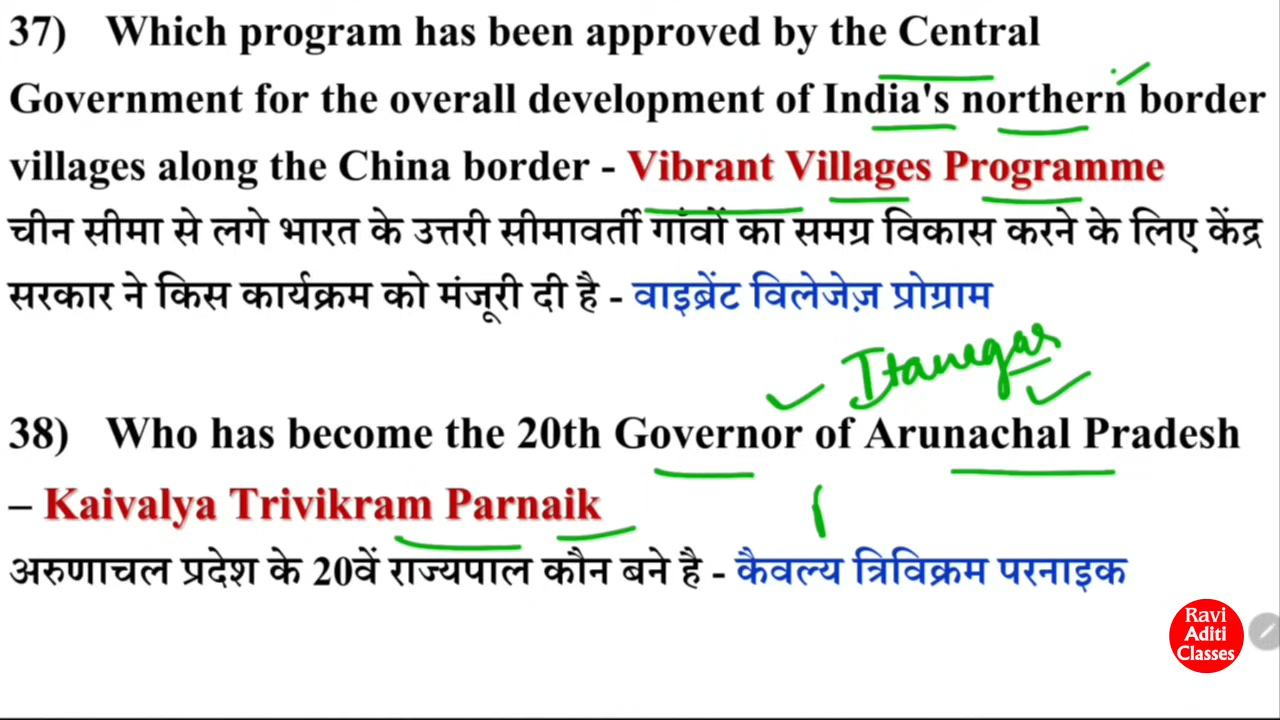 37) Which program has been approved by the Central
Government for the overall development of India's northern border
villages along the China border - Vibrant Villages Programme
चीन सीमा से लगे भारत के उत्तरी सीमावर्ती गांवों का समग्र विकास करने के लिए केंद्र
सरकार ने किस कार्यक्रम को मंजूरी दी है - वाइब्रेंट विलेजेज़ प्रोग्राम
Itanegar
38) Who has become the 20th Governor of Arunachal Pradesh
– Kaivalya Trivikram Parnaik
अरुणाचल प्रदेश के 20वें राज्यपाल कौन बने है - कैवल्य त्रिविक्रम परनाइक
Ravi
Aditi
Classes